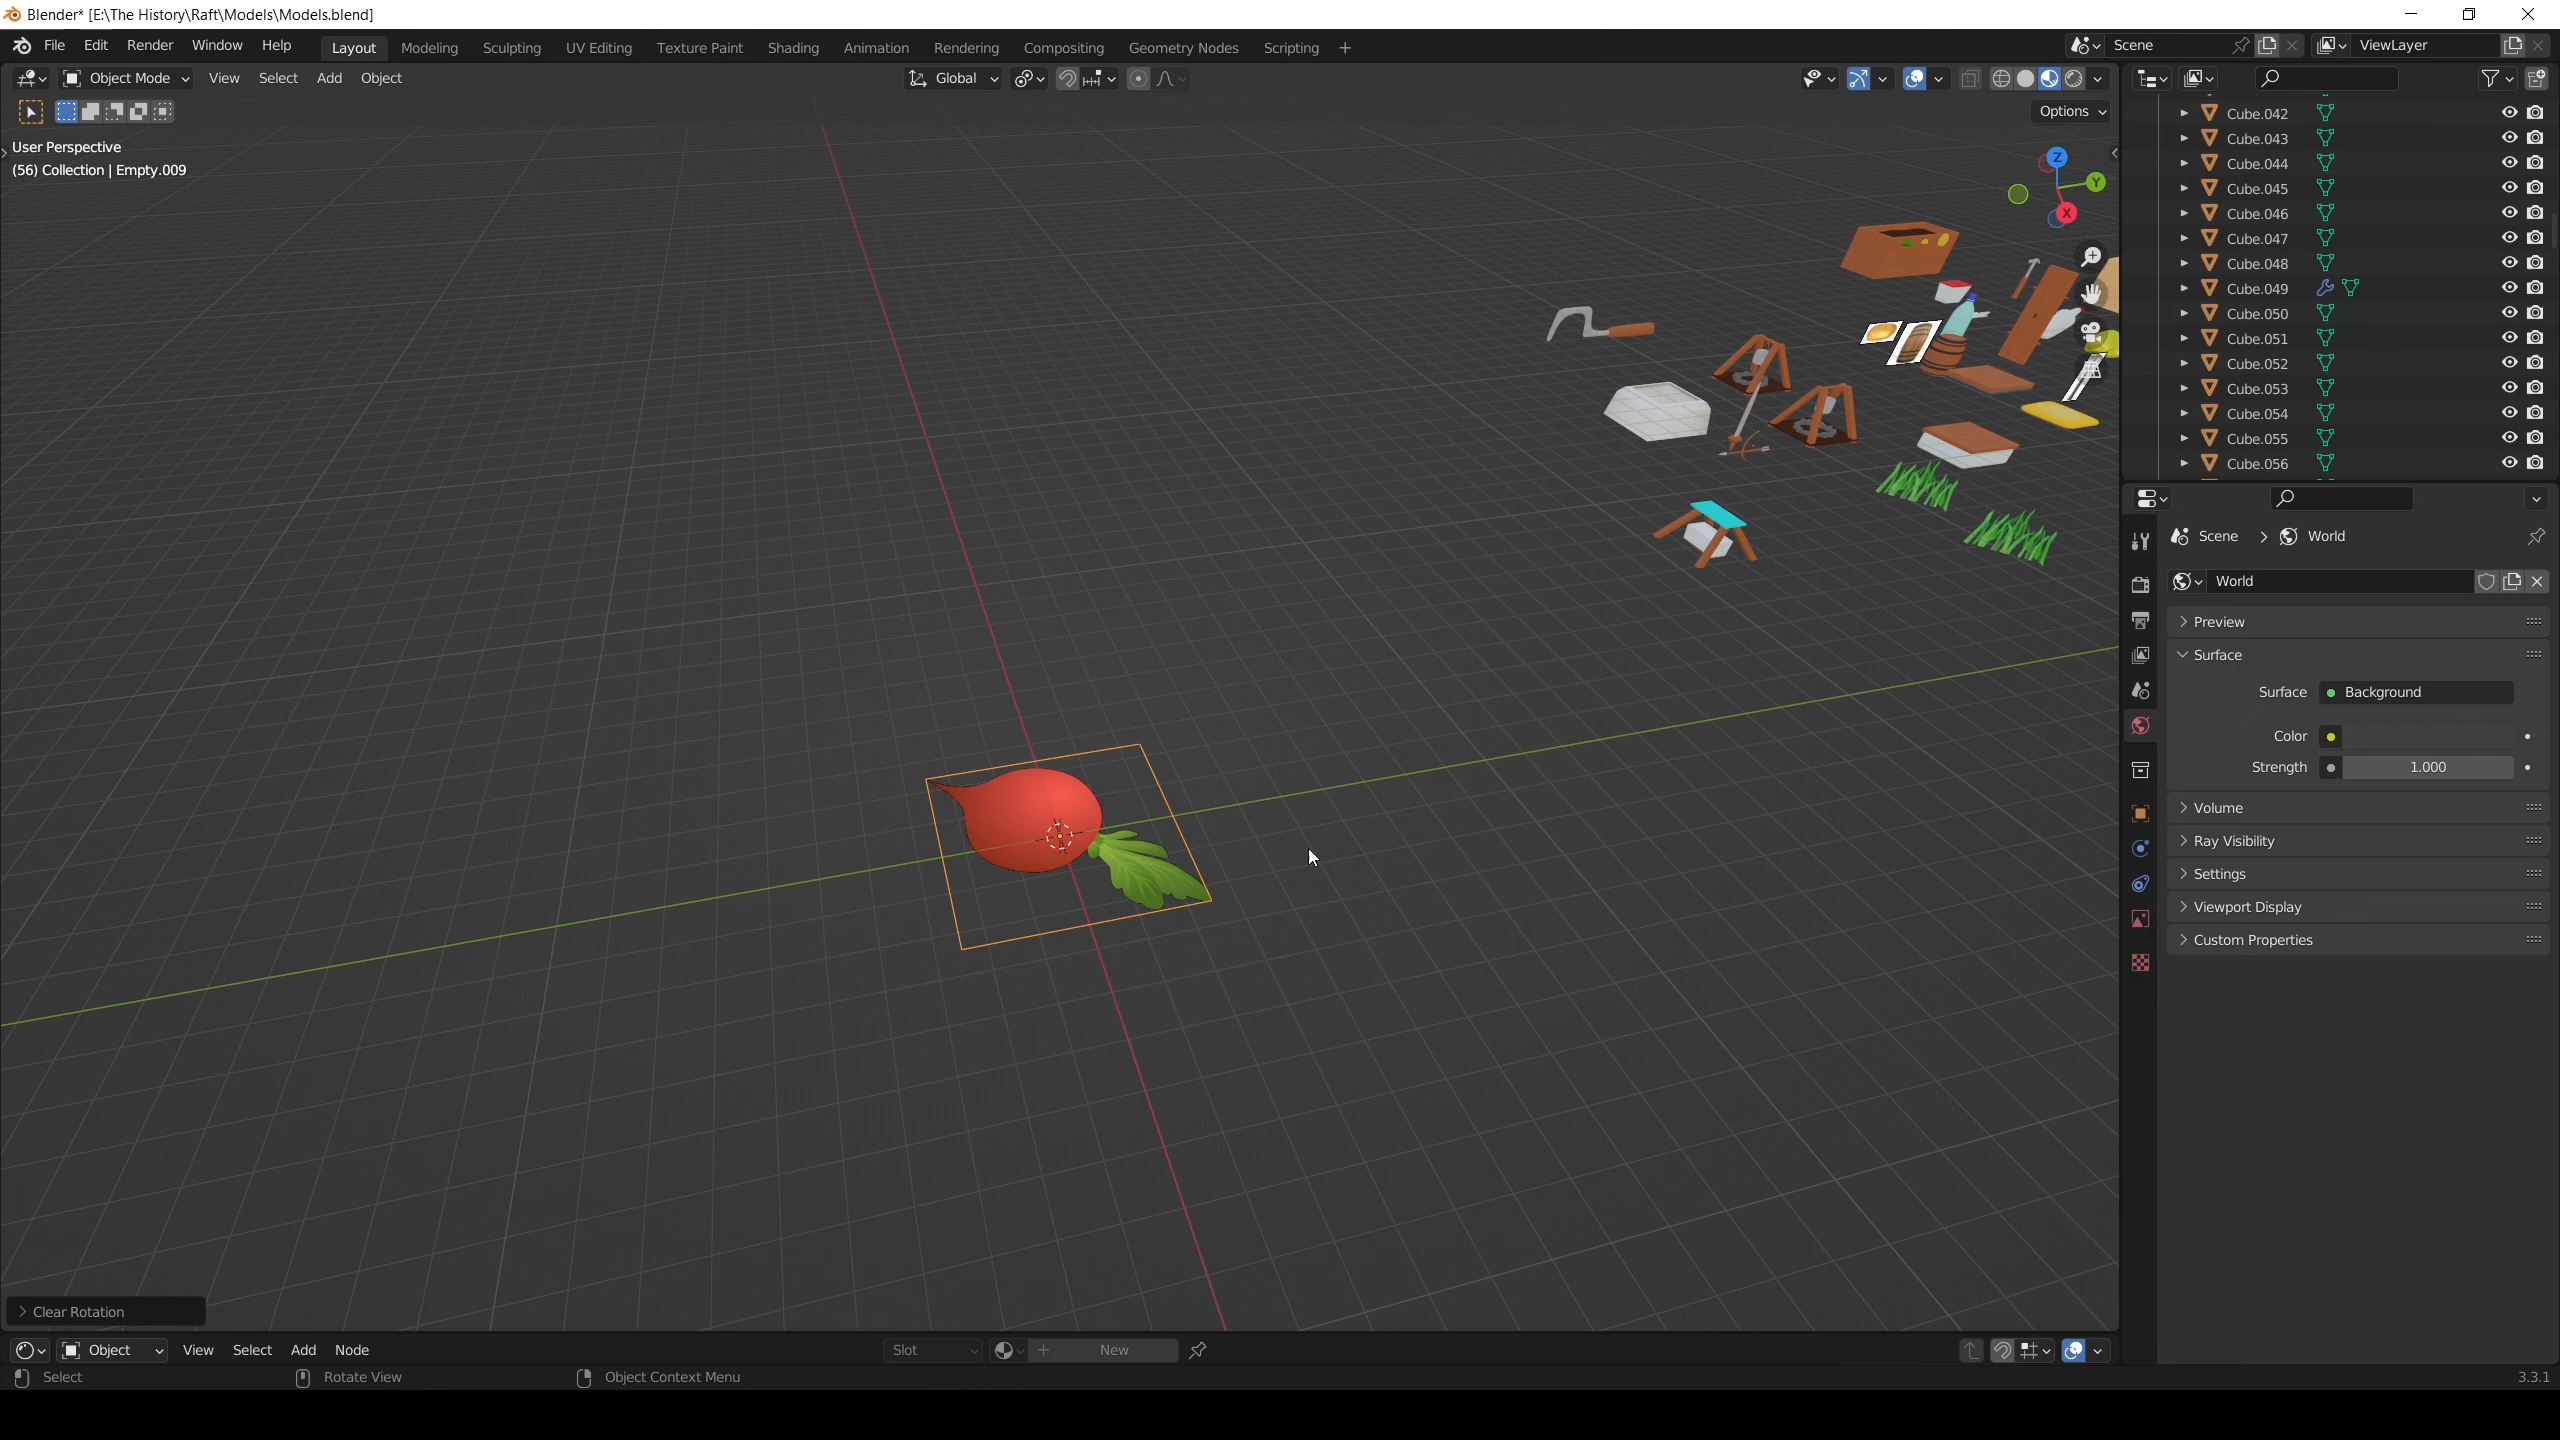 Blender* [E:\The History\Raft\Models\Models.blend]
File Edit Render Window Help Layout Modeling Sculpting UV Editing Texture Paint Shading Animation Rendering Compositing Geometry Nodes Scripting + Scene ViewLayer
Object Mode View Select Add Object Global
Options
User Perspective
(56) Collection | Empty.009
Z
Y
X
Cube.042
Cube.043
Cube.044
Cube.045
Cube.046
Cube.047
Cube.048
Cube.049
Cube.050
Cube.051
Cube.052
Cube.053
Cube.054
Cube.055
Cube.056
Scene > World
World
Preview
Surface
Surface Background
Color
Strength 1.000
Volume
Ray Visibility
Settings
Viewport Display
Custom Properties
> Clear Rotation
Object View Select Add Node Slot + New
Select Rotate View Object Context Menu 3.3.1